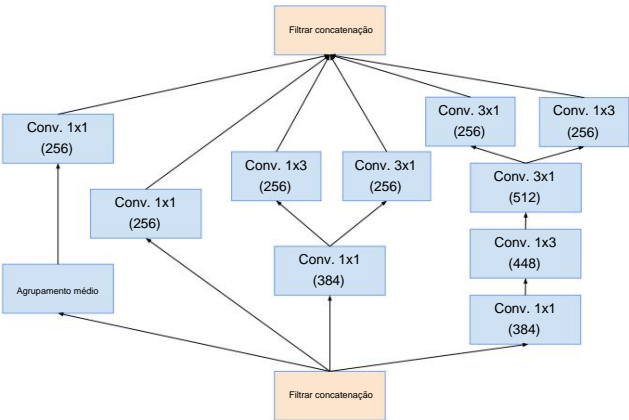 Filtrar concatenação
Conv. 3x1
(256)
Conv. 1x3
(256)
Conv. 1x1
(256)
Conv. 1x3
(256)
Conv. 3x1
(256)
Conv. 3x1
(512)
Conv. 1x1
(256)
Conv. 1x3
(448)
Conv. 1x1
(384)
Agrupamento médio
Conv. 1x1
(384)
Filtrar concatenação